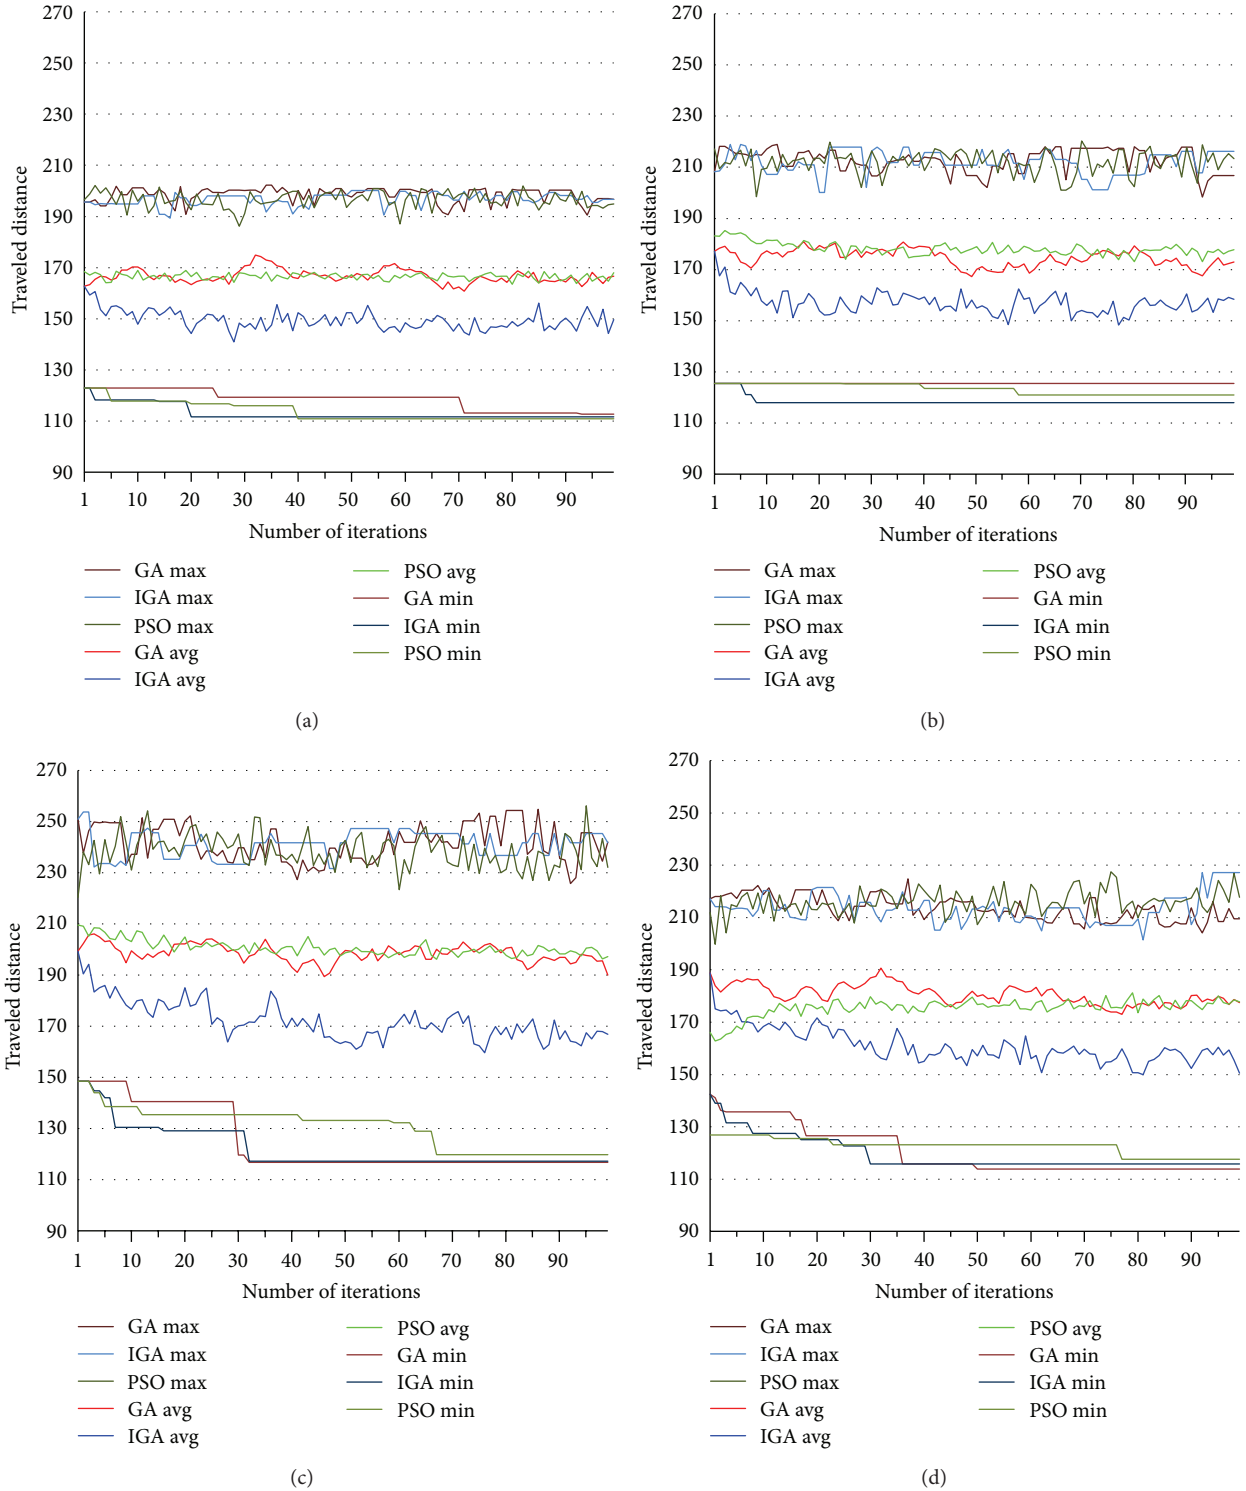 270
250
230
210
190
170
150
130
110
90
Traveled distance
1 10 20 30 40 50 60 70 80 90
Number of iterations
GA max
IGA max
PSO max
GA avg
IGA avg
PSO avg
GA min
IGA min
PSO min
(a)
270
250
230
210
190
170
150
130
110
90
Traveled distance
1 10 20 30 40 50 60 70 80 90
Number of iterations
GA max
IGA max
PSO max
GA avg
IGA avg
PSO avg
GA min
IGA min
PSO min
(b)
270
250
230
210
190
170
150
130
110
90
Traveled distance
1 10 20 30 40 50 60 70 80 90
Number of iterations
GA max
IGA max
PSO max
GA avg
IGA avg
PSO avg
GA min
IGA min
PSO min
(c)
270
250
230
210
190
170
150
130
110
90
Traveled distance
1 10 20 30 40 50 60 70 80 90
Number of iterations
GA max
IGA max
PSO max
GA avg
IGA avg
PSO avg
GA min
IGA min
PSO min
(d)